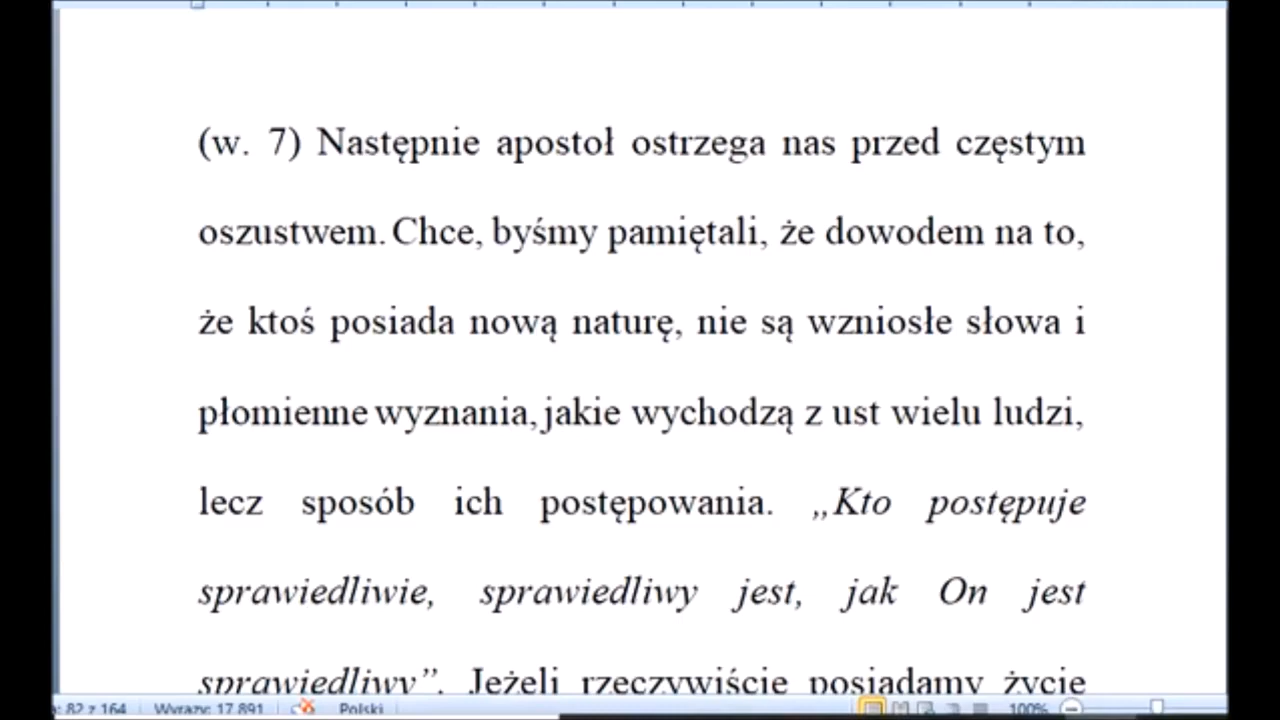 (w. 7) Następnie apostoł ostrzega nas przed częstym
oszustwem. Chce, byśmy pamiętali, że dowodem na to,
że ktoś posiada nową naturę, nie są wzniosłe słowa i
płomienne wyznania, jakie wychodzą z ust wielu ludzi,
lecz sposób ich postępowania. „Kto postępuje
sprawiedliwie, sprawiedliwy jest, jak On jest
sprawiedliwy”. Jeżeli rzeczywiście posiadamy życie
: 82 z 164 Wyrazy: 17 891 Polski 100%